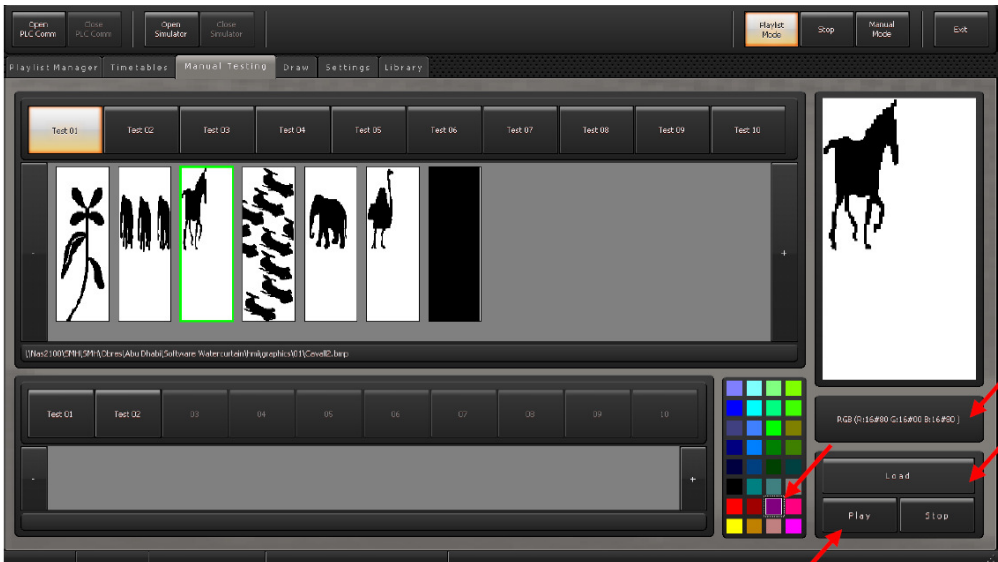 Open PLC Comm
Close PLC Comm
Open Simulator
Close Simulator
Playlist Mode
Stop
Manual Mode
Exit
Playlist Manager Timetables Manual Testing Draw Settings Library
Test 01 Test 02 Test 03 Test 04 Test 05 Test 06 Test 07 Test 08 Test 09 Test 10
- +
\\Nas2100\SMH\SMH\Obres\Abu Dhabi\Software Watercurtain\hmi\graphics\01\Cavall2.bmp
Test 01 Test 02 03 04 05 06 07 08 09 10
- +
RGB (R:16#80 G:16#00 B:16#80 )
Load
Play Stop